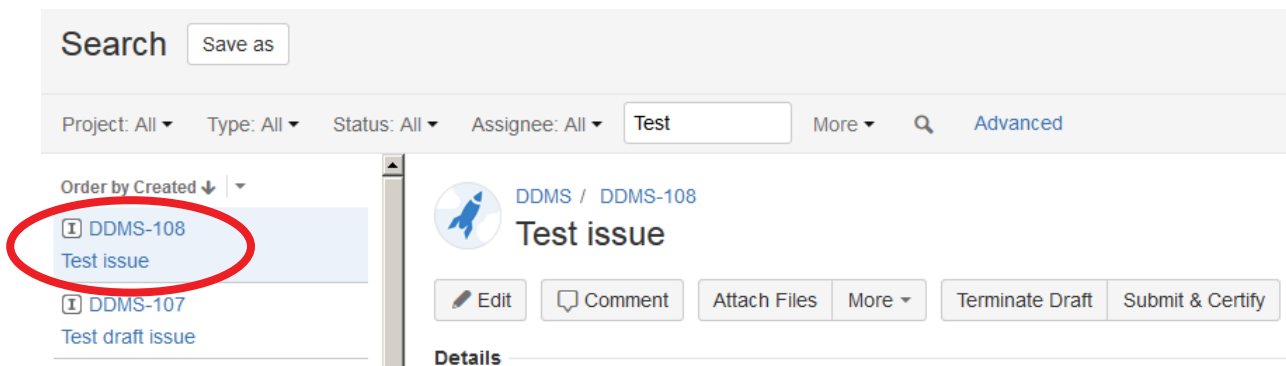 Search Save as
Project: All Type: All Status: All Assignee: All Test More Advanced
Order by Created
DDMS-108
Test issue
DDMS-107
Test draft issue
DDMS / DDMS-108
Test issue
Edit Comment Attach Files More Terminate Draft Submit & Certify
Details